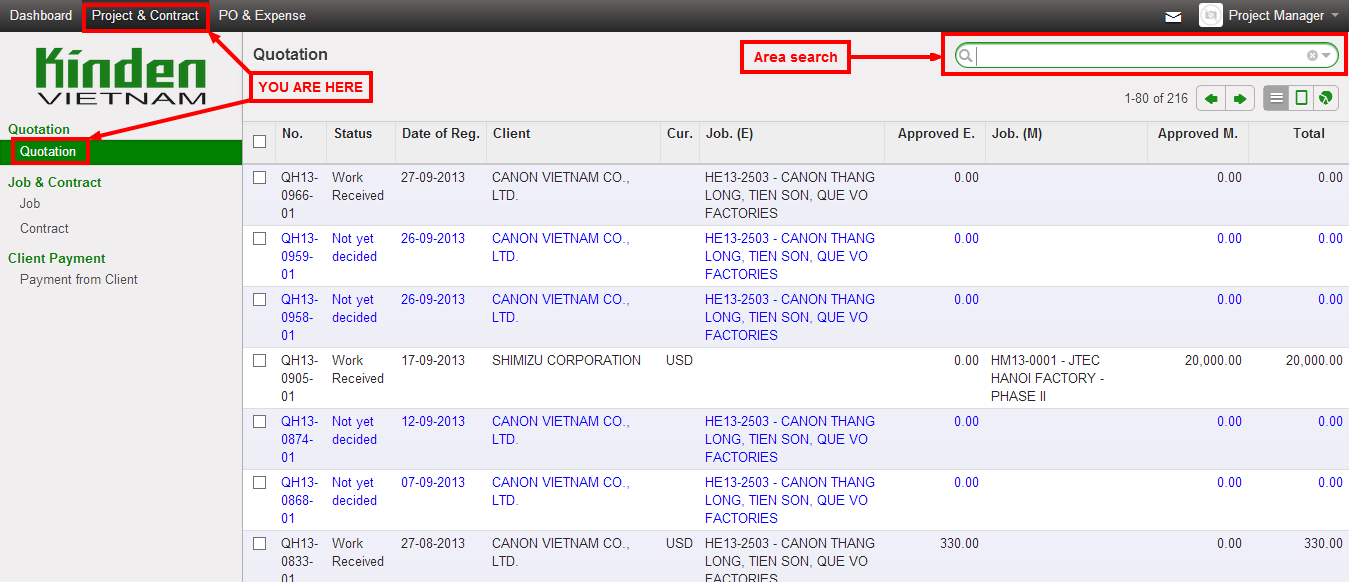 Dashboard Project & Contract PO & Expense Project Manager
Kinden
VIETNAM
Quotation
Area search
YOU ARE HERE
1-80 of 216
Quotation
Quotation
Job & Contract
Job
Contract
Client Payment
Payment from Client
No. Status Date of Reg. Client Cur. Job. (E) Approved E. Job. (M) Approved M. Total
QH13- Work 27-09-2013 CANON VIETNAM CO., HE13-2503 - CANON THANG 0.00 0.00 0.00
0966- Received LTD. LONG, TIEN SON, QUE VO
01 FACTORIES
QH13- Not yet 26-09-2013 CANON VIETNAM CO., HE13-2503 - CANON THANG 0.00 0.00 0.00
0959- decided LTD. LONG, TIEN SON, QUE VO
01 FACTORIES
QH13- Not yet 26-09-2013 CANON VIETNAM CO., HE13-2503 - CANON THANG 0.00 0.00 0.00
0958- decided LTD. LONG, TIEN SON, QUE VO
01 FACTORIES
QH13- Work 17-09-2013 SHIMIZU CORPORATION USD 0.00 HM13-0001 - JTEC 20,000.00 20,000.00
0905- Received HANOI FACTORY -
01 PHASE II
QH13- Not yet 12-09-2013 CANON VIETNAM CO., HE13-2503 - CANON THANG 0.00 0.00 0.00
0874- decided LTD. LONG, TIEN SON, QUE VO
01 FACTORIES
QH13- Not yet 07-09-2013 CANON VIETNAM CO., HE13-2503 - CANON THANG 0.00 0.00 0.00
0868- decided LTD. LONG, TIEN SON, QUE VO
01 FACTORIES
QH13- Work 27-08-2013 CANON VIETNAM CO., USD HE13-2503 - CANON THANG 330.00 0.00 330.00
0833- Received LTD. LONG, TIEN SON, QUE VO
01 FACTORIES